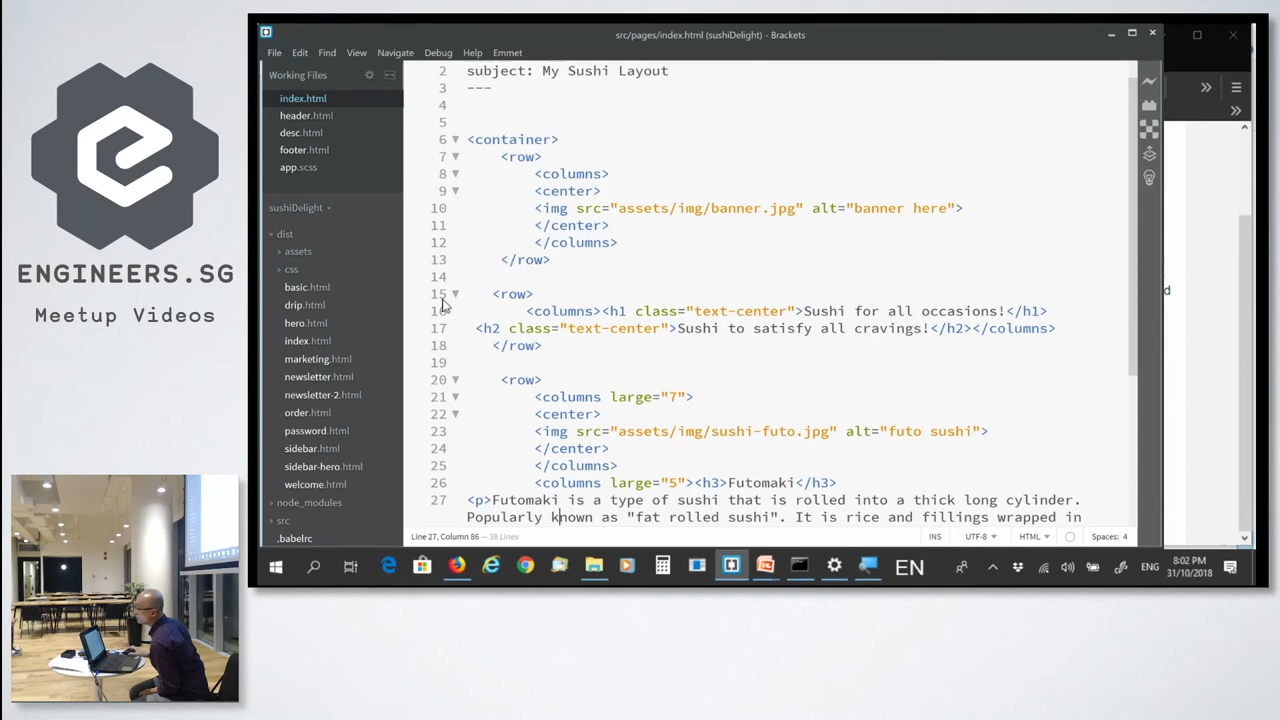 ENGINEERS.SG
Meetup Videos
src/pages/index.html (sushiDelight) - Brackets
File Edit Find View Navigate Debug Help Emmet
Working Files
index.html
header.html
desc.html
footer.html
app.scss
sushiDelight
dist
assets
css
basic.html
drip.html
hero.html
index.html
marketing.html
newsletter.html
newsletter-2.html
order.html
password.html
sidebar.html
sidebar-hero.html
welcome.html
node_modules
src
.babelrc
2 subject: My Sushi Layout
3 ---
4
5
6 <container>
7 <row>
8 <columns>
9 <center>
10 <img src="assets/img/banner.jpg" alt="banner here">
11 </center>
12 </columns>
13 </row>
14
15 <row>
16 <columns><h1 class="text-center">Sushi for all occasions!</h1>
17 <h2 class="text-center">Sushi to satisfy all cravings!</h2></columns>
18 </row>
19
20 <row>
21 <columns large="7">
22 <center>
23 <img src="assets/img/sushi-futo.jpg" alt="futo sushi">
24 </center>
25 </columns>
26 <columns large="5"><h3>Futomaki</h3>
27 <p>Futomaki is a type of sushi that is rolled into a thick long cylinder.
Popularly known as "fat rolled sushi". It is rice and fillings wrapped in
Line 27, Column 86 — 38 Lines
INS UTF-8 HTML Spaces: 4
EN
ENG
8:02 PM
31/10/2018